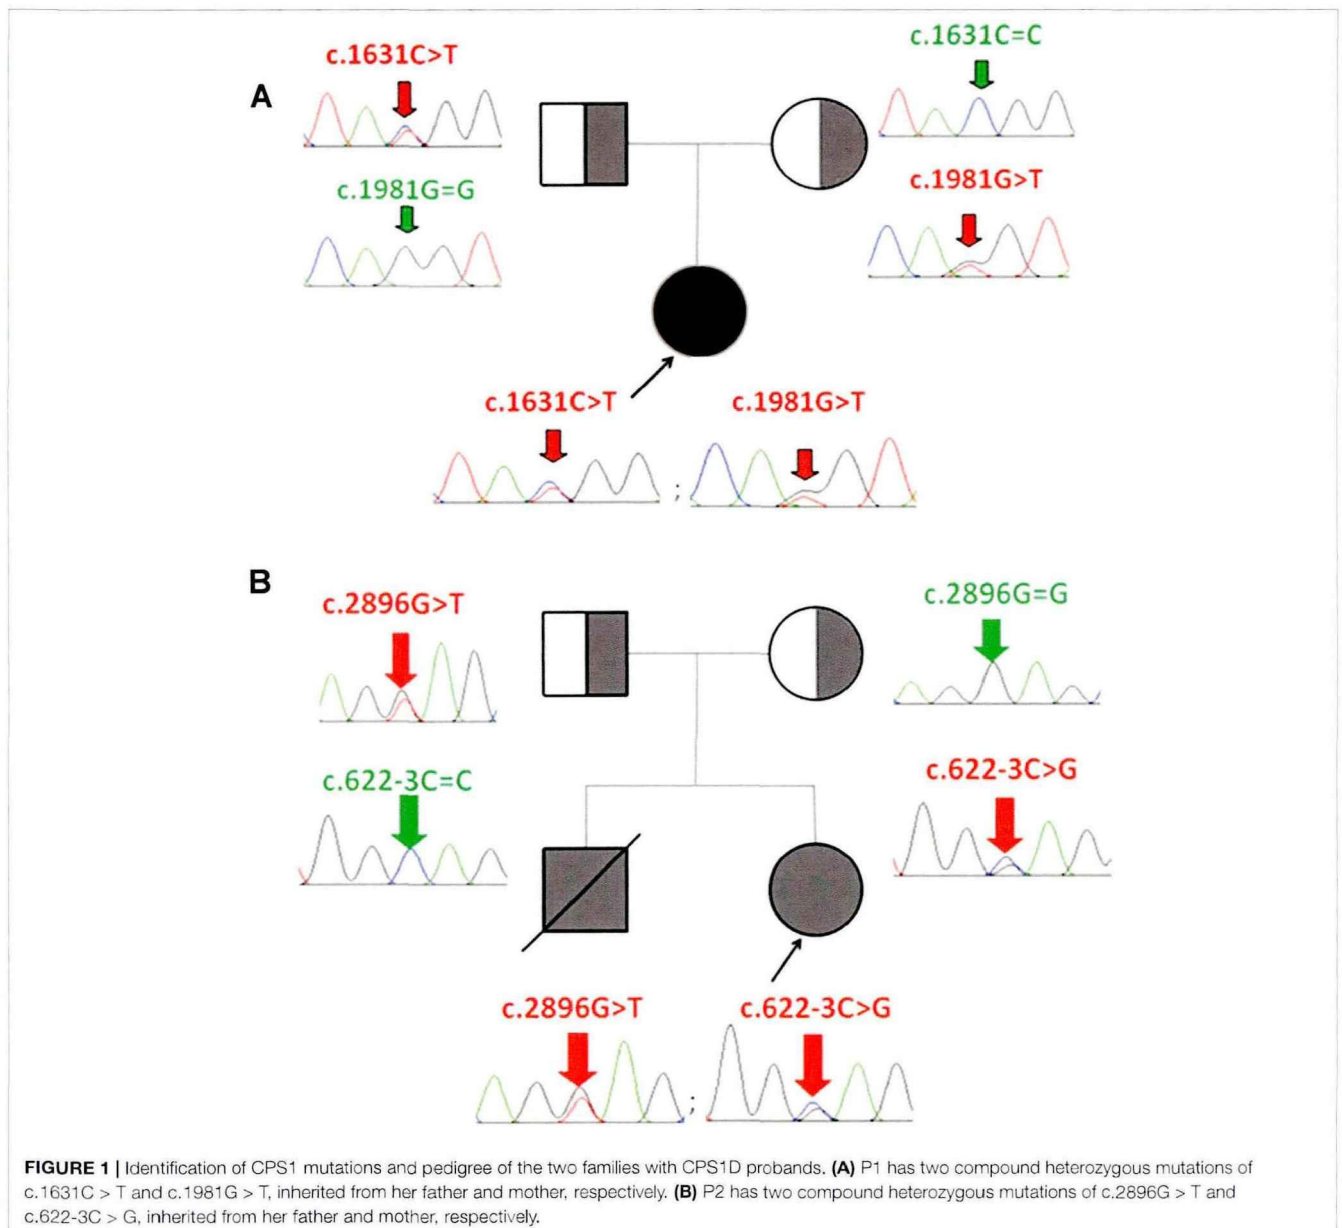 c.1631C>T
c.1631C=C
A
c.1981G=G
c.1981G>T
c.1631C>T
c.1981G>T
;
B
c.2896G>T
c.2896G=G
c.622-3C=C
c.622-3C>G
c.2896G>T
c.622-3C>G
;
FIGURE 1 | Identification of CPS1 mutations and pedigree of the two families with CPS1D probands. (A) P1 has two compound heterozygous mutations of
c.1631C > T and c.1981G > T, inherited from her father and mother, respectively. (B) P2 has two compound heterozygous mutations of c.2896G > T and
c.622-3C > G, inherited from her father and mother, respectively.